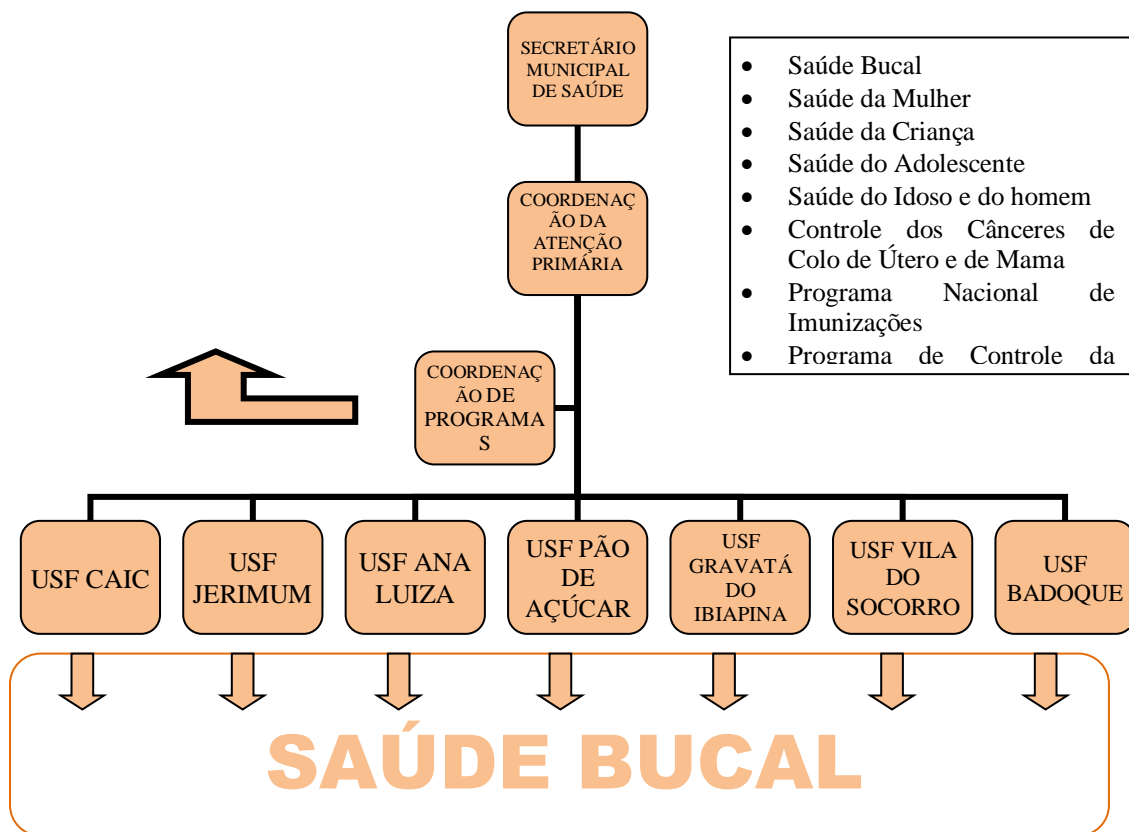 SECRETÁRIO
MUNICIPAL
DE SAÚDE
• Saúde Bucal
• Saúde da Mulher
• Saúde da Criança
• Saúde do Adolescente
• Saúde do Idoso e do homem
• Controle dos Cânceres de
Colo de Útero e de Mama
• Programa Nacional de
Imunizações
• Programa de Controle da
COORDENAÇ
ÃO DA
ATENÇÃO
PRIMÁRIA
COORDENAÇ
ÃO DE
PROGRAMA
S
USF CAIC
USF
JERIMUM
USF ANA
LUIZA
USF PÃO
DE
AÇÚCAR
USF
GRAVATÁ
DO
IBIAPINA
USF VILA
DO
SOCORRO
USF
BADOQUE
SAÚDE BUCAL